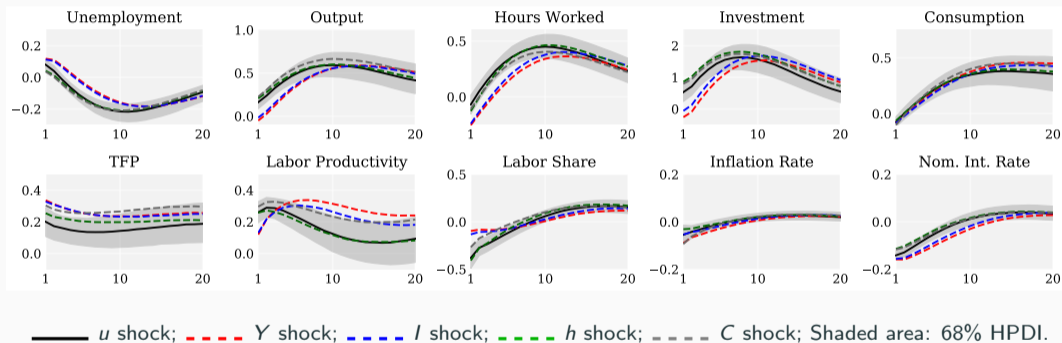 Unemployment Output Hours Worked Investment Consumption
0.2 0.0 −0.2 1 10 20
1.0 0.5 0.0 1 10 20
0.5 0.0 1 10 20
2 1 0 1 10 20
0.5 0.0 1 10 20
TFP Labor Productivity Labor Share Inflation Rate Nom. Int. Rate
0.4 0.2 0.0 1 10 20
0.4 0.2 0.0 1 10 20
0.5 0.0 −0.5 1 10 20
0.2 0.0 −0.2 1 10 20
0.2 0.0 −0.2 1 10 20
u shock; Y shock; I shock; h shock; C shock; Shaded area: 68% HPDI.